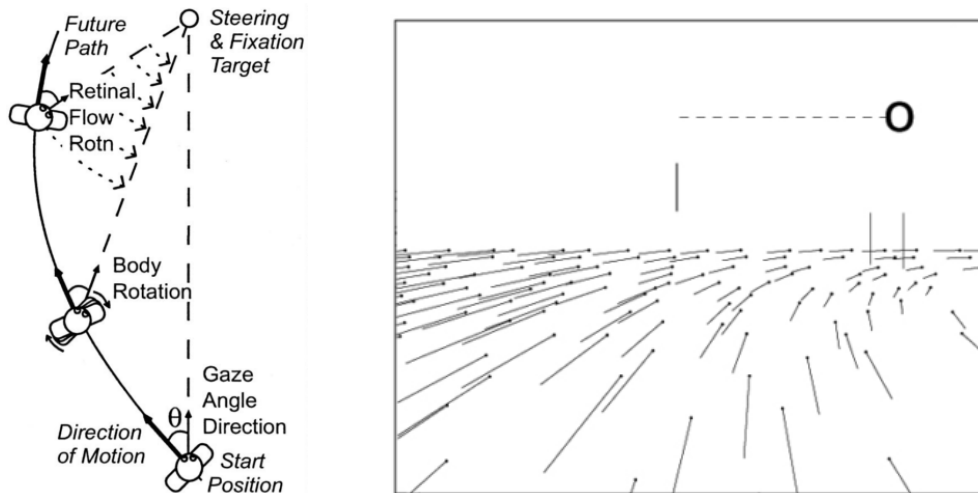 Future
Path
Steering
& Fixation
Target
Retinal
Flow
Rotn
Body
Rotation
Gaze
Angle
Direction
θ
Direction
of Motion
Start
Position
O